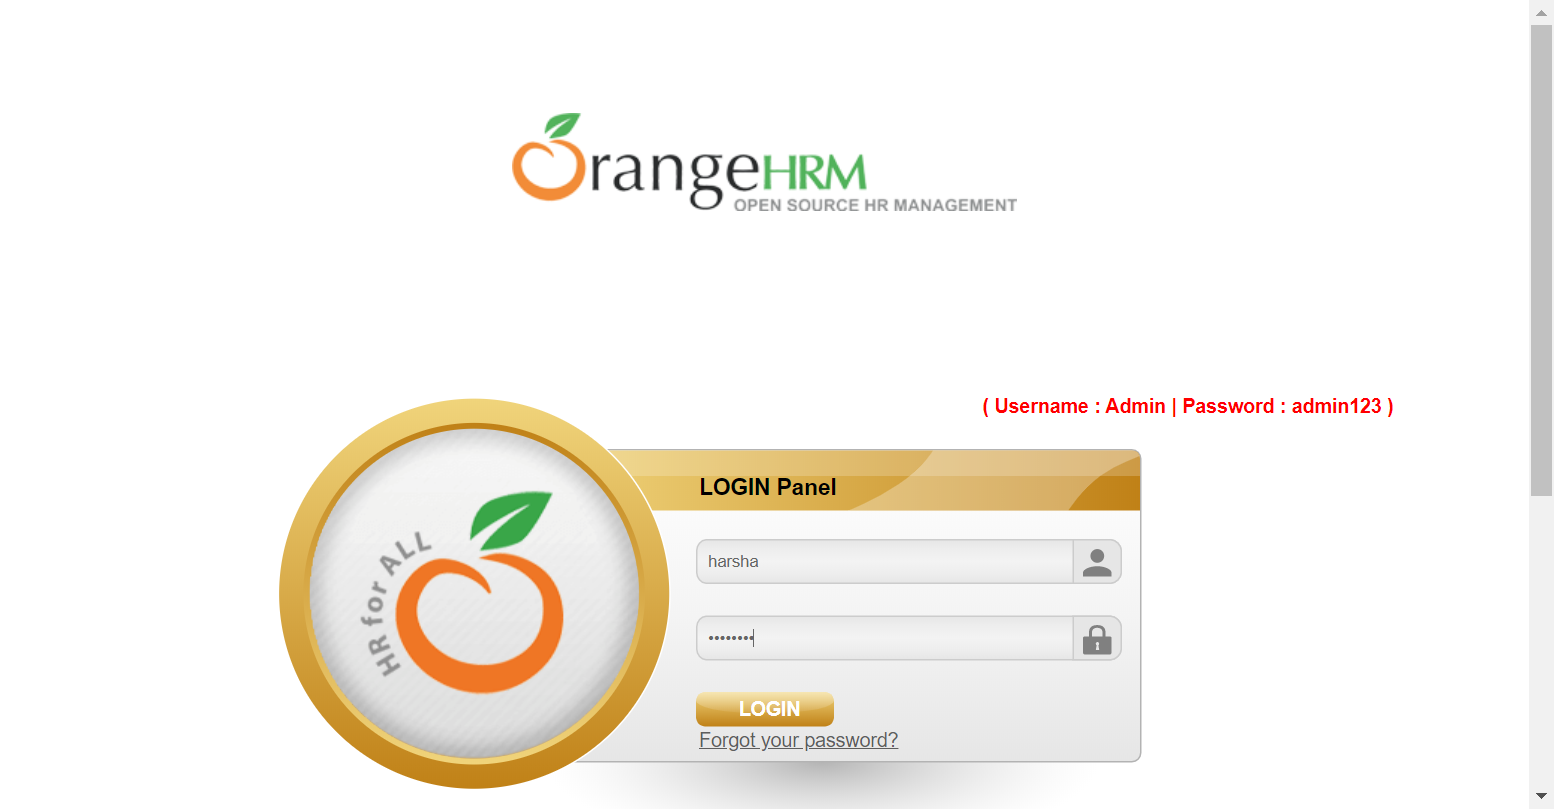 OrangeHRM
OPEN SOURCE HR MANAGEMENT
( Username : Admin | Password : admin123 )
LOGIN Panel
HR for ALL
harsha
••••••••
LOGIN
Forgot your password?